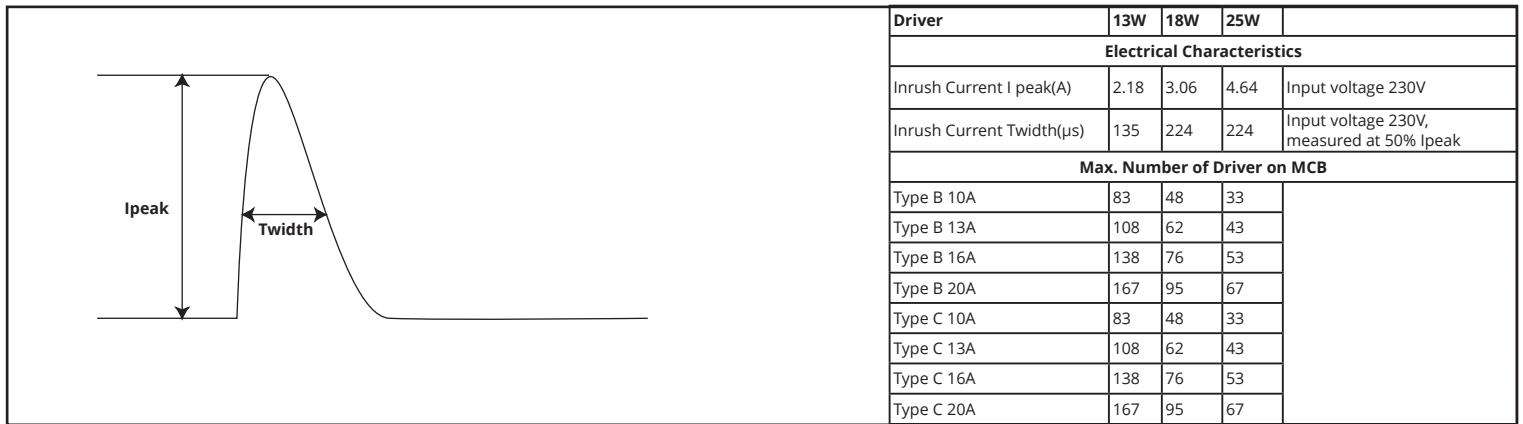 Ipeak
Twidth
Driver 13W 18W 25W
Electrical Characteristics
Inrush Current I peak(A) 2.18 3.06 4.64 Input voltage 230V
Inrush Current Twidth(μs) 135 224 224 Input voltage 230V,
measured at 50% Ipeak
Max. Number of Driver on MCB
Type B 10A 83 48 33
Type B 13A 108 62 43
Type B 16A 138 76 53
Type B 20A 167 95 67
Type C 10A 83 48 33
Type C 13A 108 62 43
Type C 16A 138 76 53
Type C 20A 167 95 67